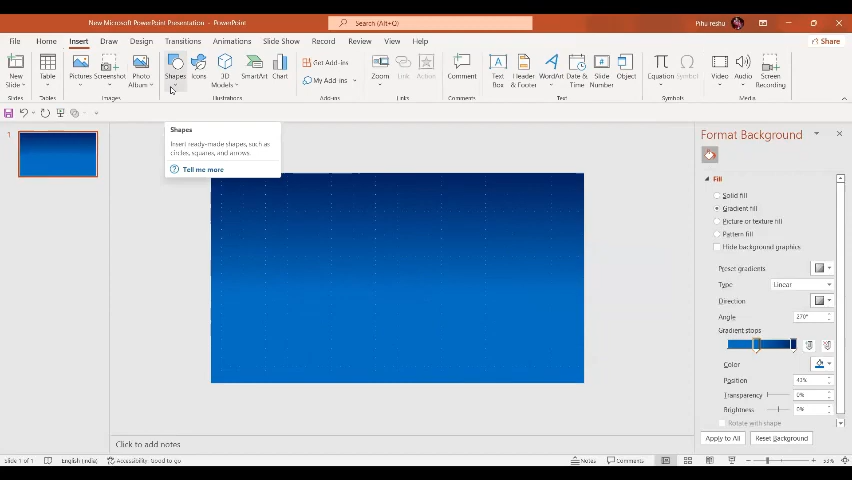 New Microsoft PowerPoint Presentation - PowerPoint
Search (Alt+Q)
Pihu reshu
File Home Insert Draw Design Transitions Animations Slide Show Record Review View Help
Share
New Slide
Table
Pictures
Screenshot
Photo Album
Shapes
Icons
3D Models
SmartArt
Chart
Get Add-ins
My Add-ins
Zoom
Link
Action
Comment
Text Box
Header & Footer
WordArt
Date & Time
Slide Number
Object
Equation
Symbol
Video
Audio
Screen Recording
Slides Tables Images Illustrations Add-ins Links Comments Text Symbols Media
1
Shapes
Insert ready-made shapes, such as
circles, squares, and arrows
Tell me more
Format Background
Fill
Solid fill
Gradient fill
Picture or texture fill
Pattern fill
Hide background graphics
Preset gradients
Type Linear
Direction
Angle 270°
Gradient stops
Color
Position 43%
Transparency 0%
Brightness 0%
Rotate with shape
Apply to All Reset Background
Click to add notes
Slide 1 of 1 English (India) Accessibility: Good to go Notes Comments 53%